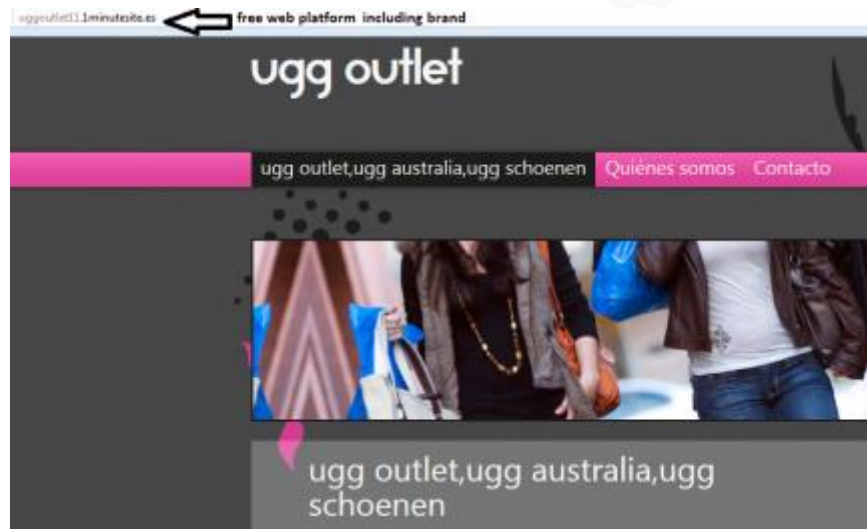 uggoutlet11.1minutesite.es free web platform including brand
ugg outlet
ugg outlet,ugg australia,ugg schoenen Quiénes somos Contacto
ugg outlet,ugg australia,ugg
schoenen